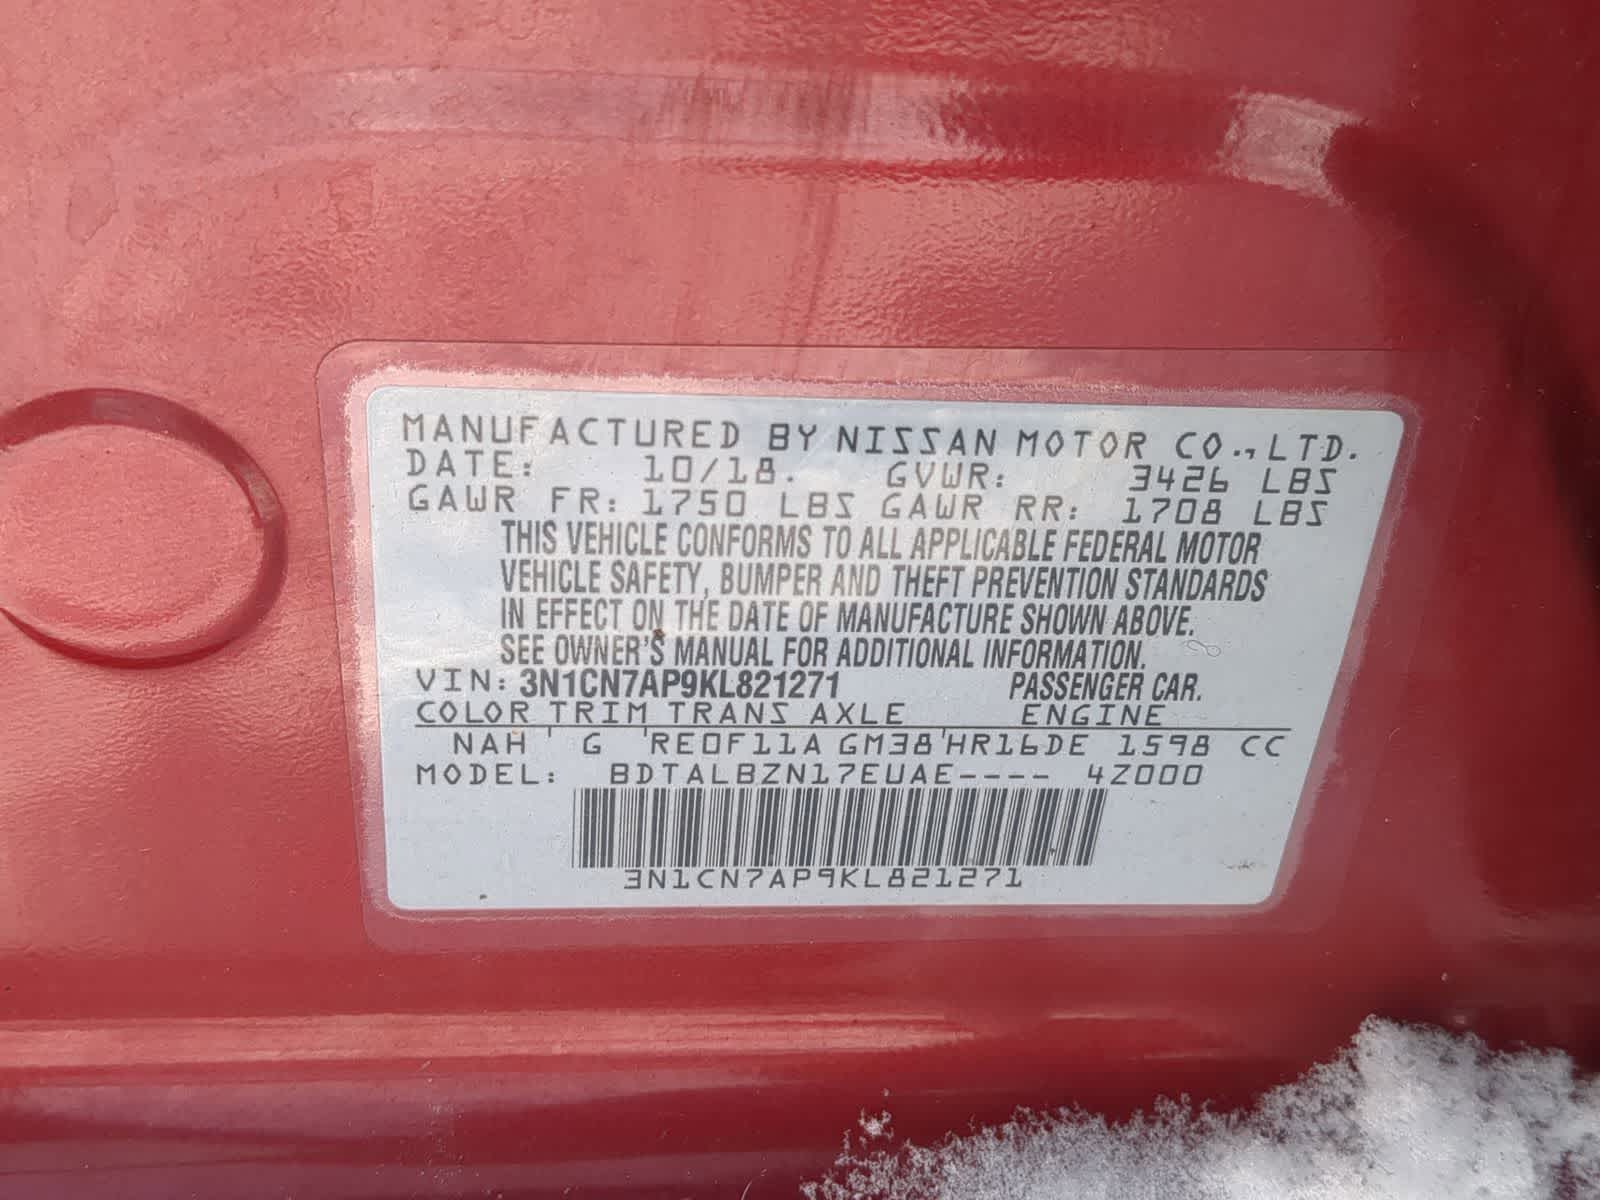 MANUFACTURED BY NISSAN MOTOR CO., LTD.
DATE: 10/18. GVWR: 3426 LBS
GAWR FR: 1750 LBS GAWR RR: 1708 LBS
THIS VEHICLE CONFORMS TO ALL APPLICABLE FEDERAL MOTOR
VEHICLE SAFETY, BUMPER AND THEFT PREVENTION STANDARDS
IN EFFECT ON THE DATE OF MANUFACTURE SHOWN ABOVE.
SEE OWNER'S MANUAL FOR ADDITIONAL INFORMATION.
VIN: 3N1CN7AP9KL821271 PASSENGER CAR.
COLOR TRIM TRANS AXLE ENGINE
NAH ' G 'RE0F11A GM38'HR16DE 1598 CC
MODEL: BDTALBZN17EUAE---- 4Z000
3N1CN7AP9KL821271